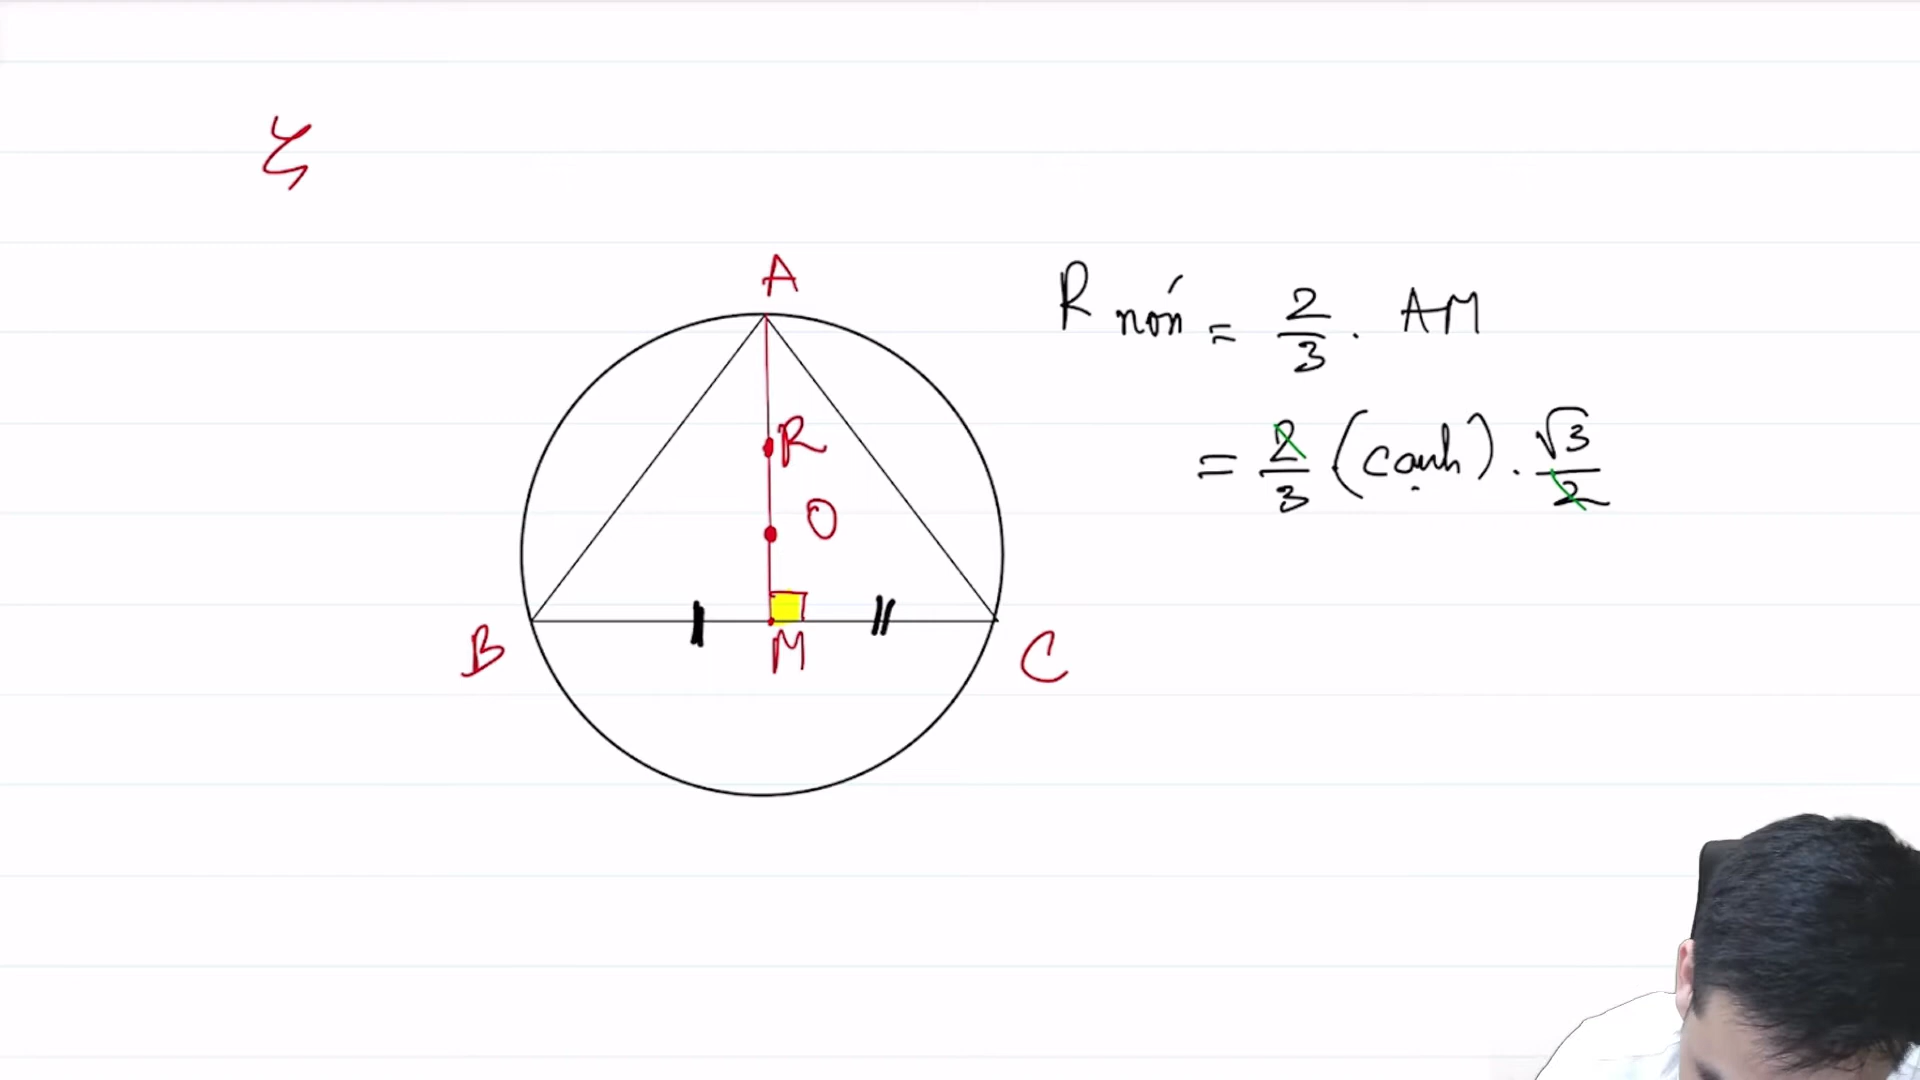 A
R nón = 2/3 . AM
R
= 2/3 (cạnh) . √3/2
O
B
M
C